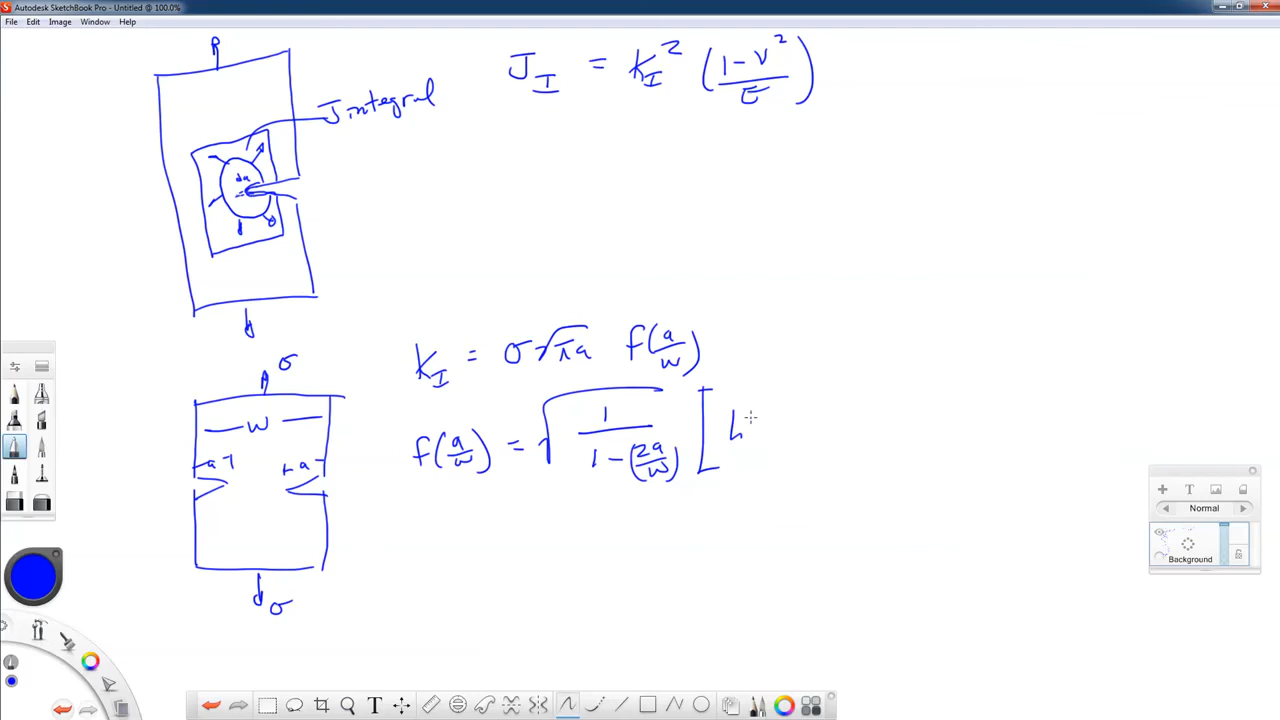 Autodesk SketchBook Pro - Untitled @ 100.0%
File Edit Image Window Help
J_I = K_I^2 ((1-ν^2)/E)
J integral
da
K_I = σ√(πa) f(a/w)
σ
W
a a
f(a/w) = √(1/(1-(2a/w))) [
σ
T
Normal
Background
T